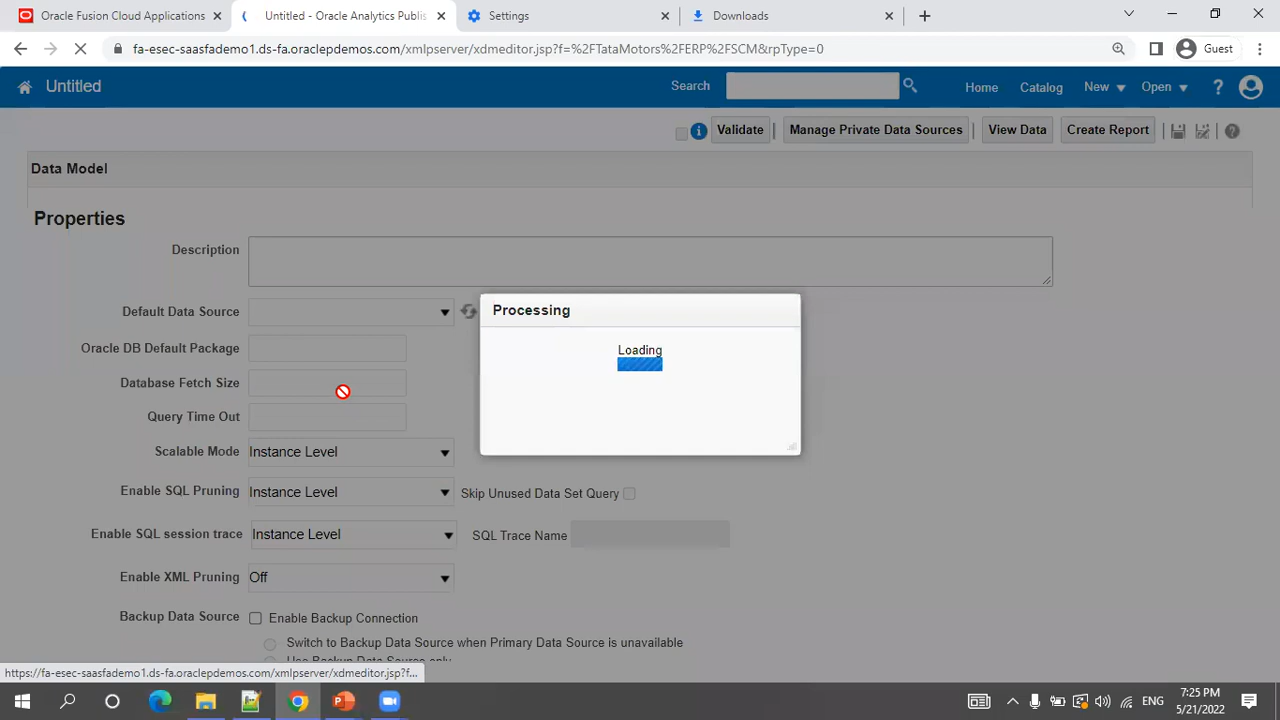 Oracle Fusion Cloud Applications
Untitled - Oracle Analytics Publis
Settings
Downloads
fa-esec-saasfademo1.ds-fa.oraclepdemos.com/xmlpserver/xdmeditor.jsp?f=%2FTataMotors%2FERP%2FSCM&rpType=0
Guest
Untitled
Search
Home
Catalog
New
Open
Validate
Manage Private Data Sources
View Data
Create Report
Data Model
Properties
Description
Default Data Source
Oracle DB Default Package
Database Fetch Size
Query Time Out
Scalable Mode Instance Level
Enable SQL Pruning Instance Level Skip Unused Data Set Query
Enable SQL session trace Instance Level SQL Trace Name
Enable XML Pruning Off
Backup Data Source Enable Backup Connection
Switch to Backup Data Source when Primary Data Source is unavailable
Use Backup Data Source only
Processing
Loading
https://fa-esec-saasfademo1.ds-fa.oraclepdemos.com/xmlpserver/xdmeditor.jsp?f...
ENG
7:25 PM
5/21/2022